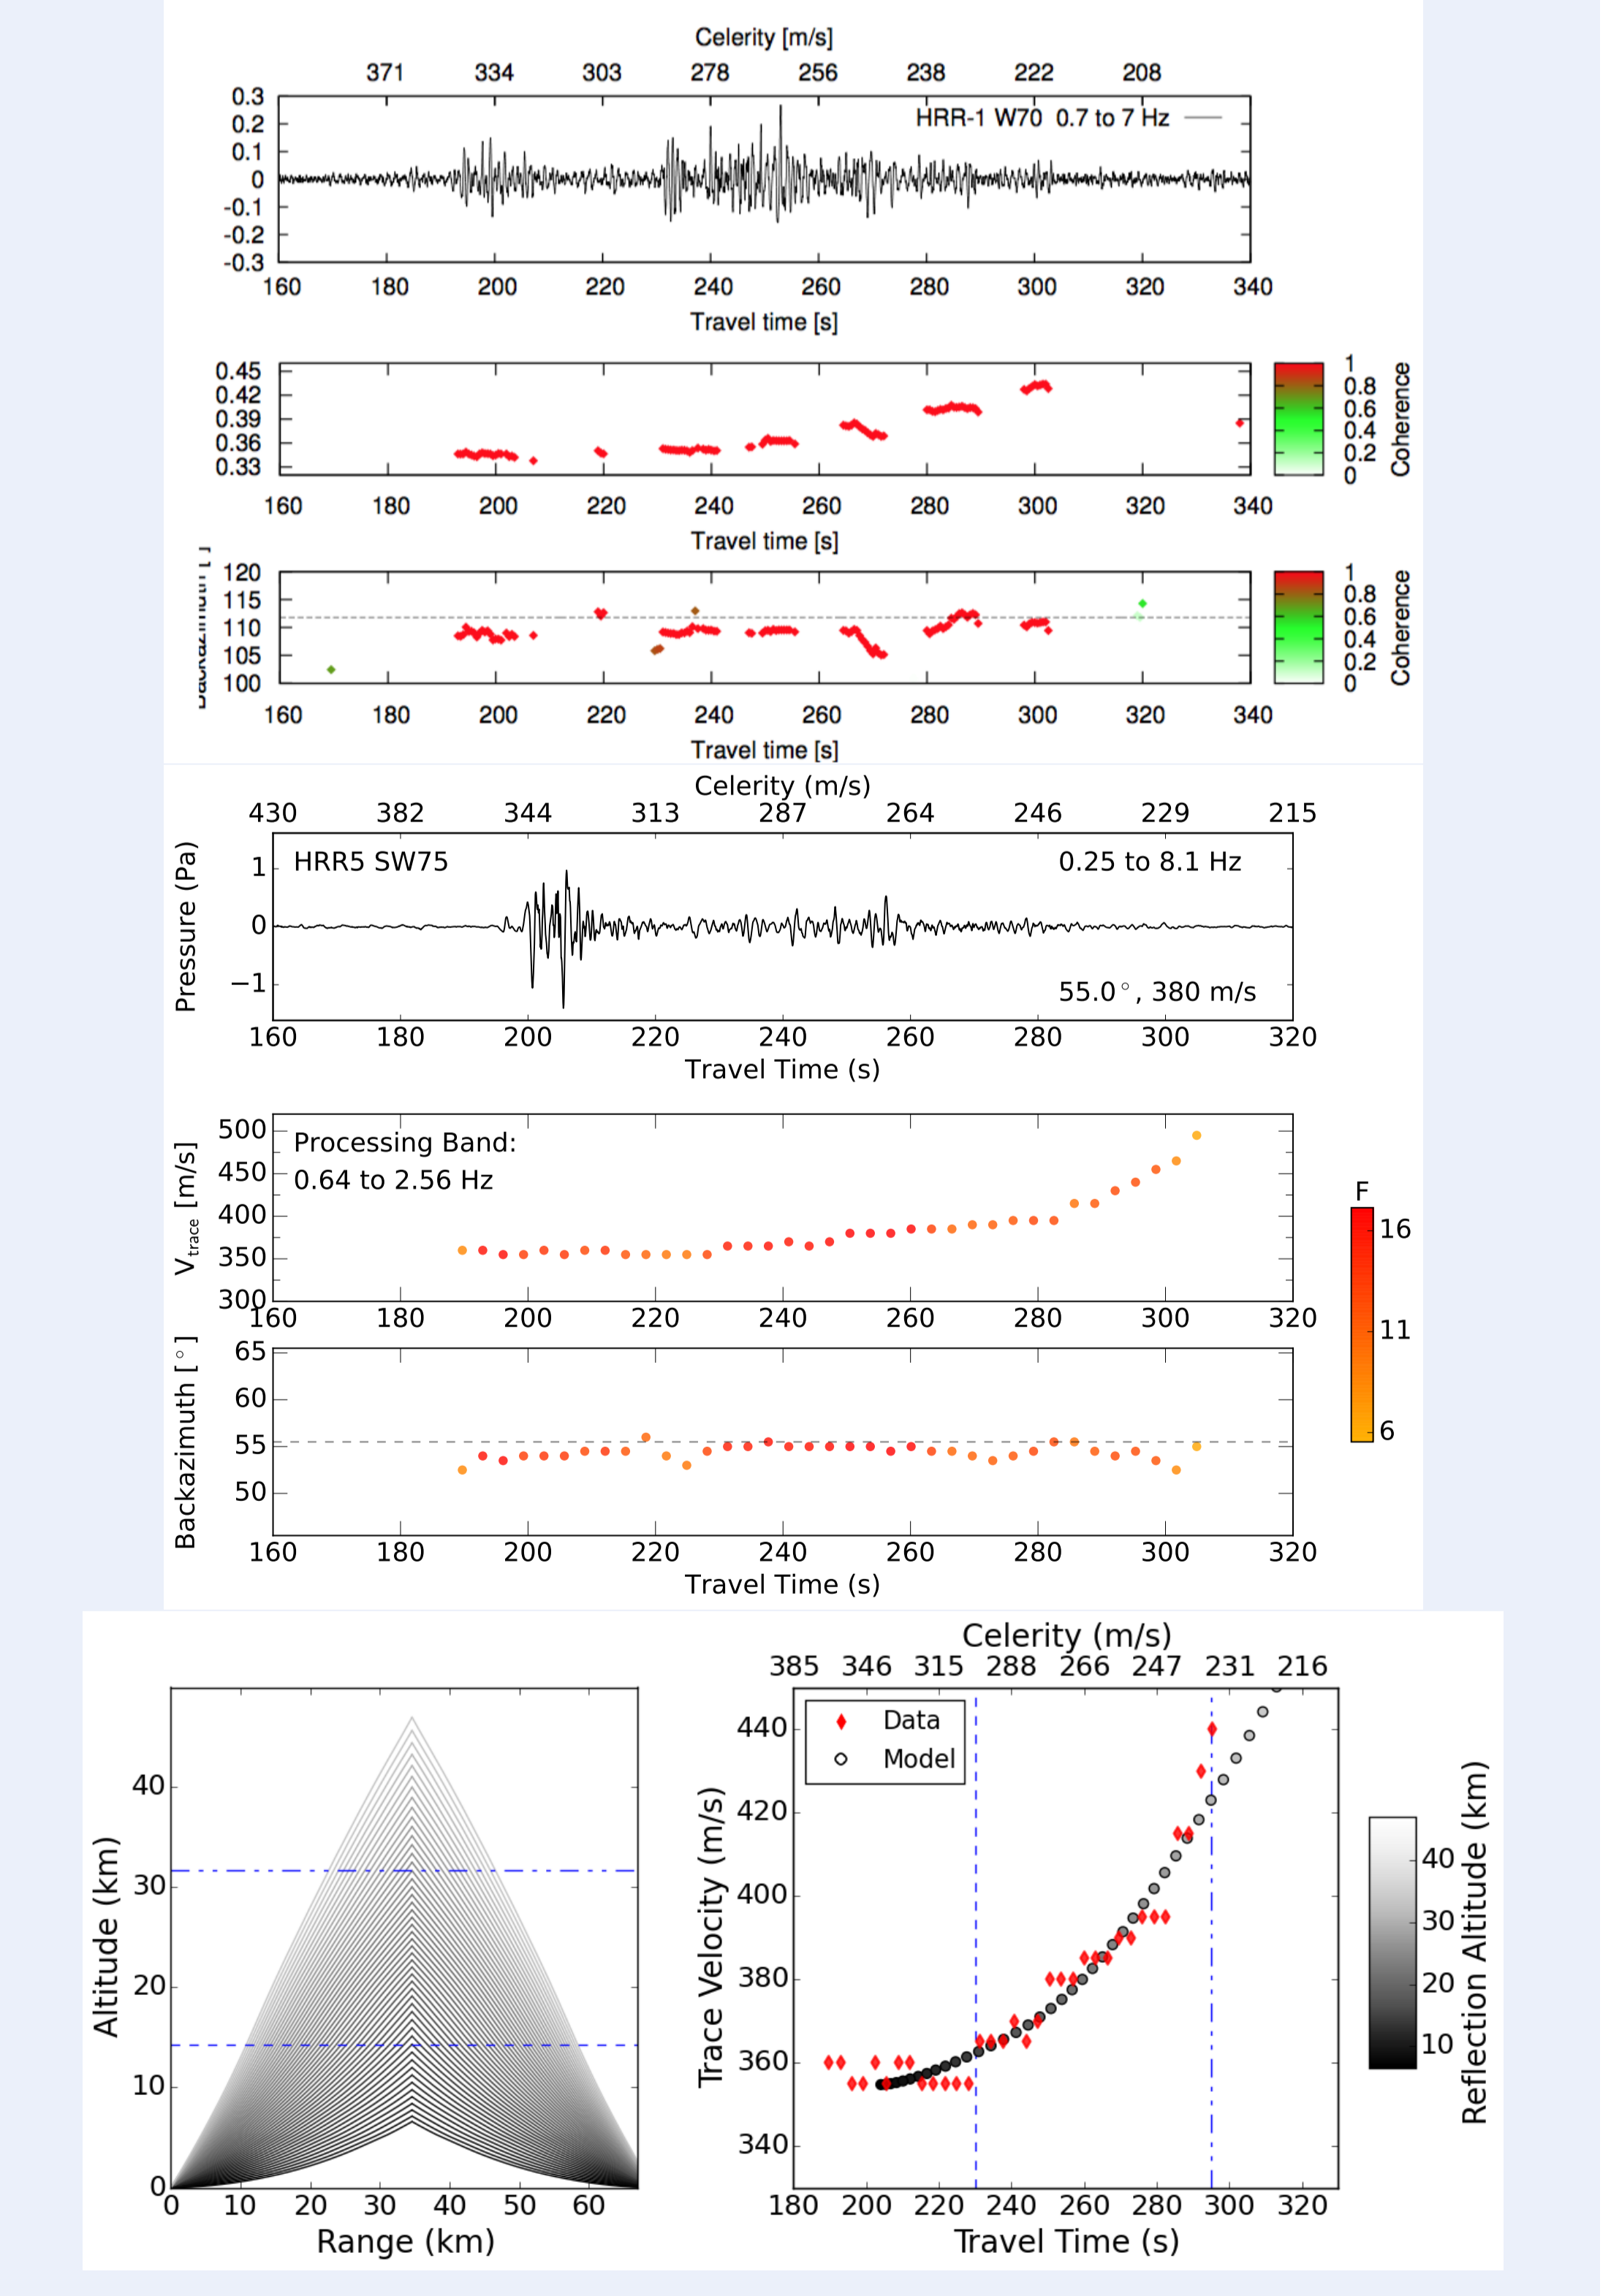 Celerity [m/s]
371 334 303 278 256 238 222 208
HRR-1 W70 0.7 to 7 Hz
0.3
0.2
0.1
0
-0.1
-0.2
-0.3
160 180 200 220 240 260 280 300 320 340
Travel time [s]
0.45
0.42
0.39
0.36
0.33
160 180 200 220 240 260 280 300 320 340
Travel time [s]
1
0.8
0.6
0.4
0.2
0
Coherence
120
115
110
105
100
160 180 200 220 240 260 280 300 320 340
Travel time [s]
1
0.8
0.6
0.4
0.2
0
Coherence
Celerity (m/s)
430 382 344 313 287 264 246 229 215
HRR5 SW75
0.25 to 8.1 Hz
55.0°, 380 m/s
Pressure (Pa)
1
0
−1
160 180 200 220 240 260 280 300 320
Travel Time (s)
Processing Band:
0.64 to 2.56 Hz
Vtrace [m/s]
500
450
400
350
300
160 180 200 220 240 260 280 300 320
F
16
11
6
Backazimuth [°]
65
60
55
50
160 180 200 220 240 260 280 300 320
Travel Time (s)
Altitude (km)
40
30
20
10
0
0 10 20 30 40 50 60
Range (km)
Celerity (m/s)
385 346 315 288 266 247 231 216
Data
Model
Trace Velocity (m/s)
440
420
400
380
360
340
180 200 220 240 260 280 300 320
Travel Time (s)
40
30
20
10
Reflection Altitude (km)